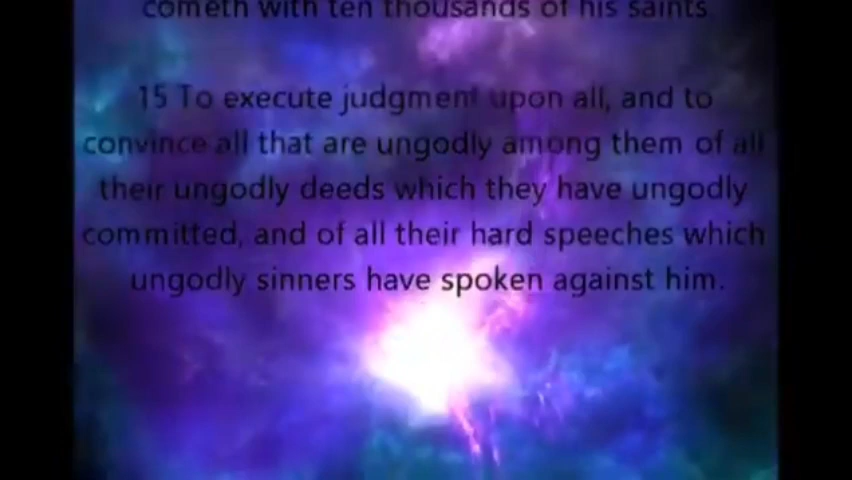 cometh with ten thousands of his saints
15 To execute judgment upon all, and to
convince all that are ungodly among them of all
their ungodly deeds which they have ungodly
committed, and of all their hard speeches which
ungodly sinners have spoken against him.